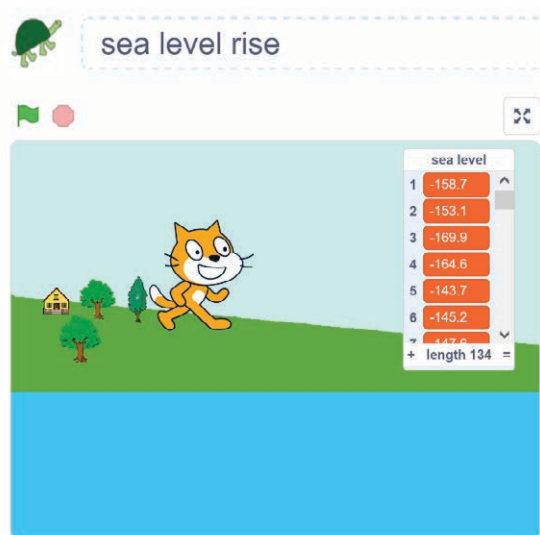 sea level rise
sea level
1 -158.7
2 -153.1
3 -169.9
4 -164.6
5 -143.7
6 -145.2
+ length 134 =